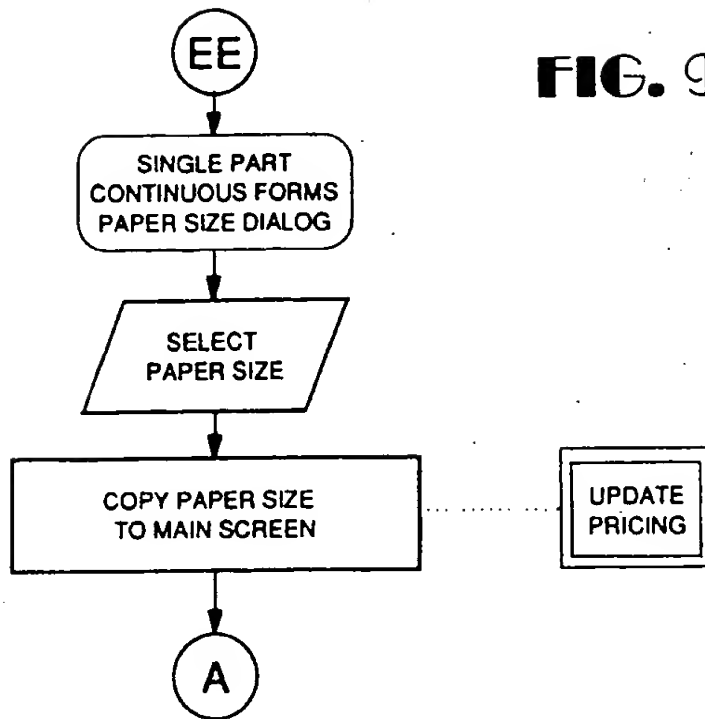 EE
FIG. 9
SINGLE PART
CONTINUOUS FORMS
PAPER SIZE DIALOG
SELECT
PAPER SIZE
COPY PAPER SIZE
TO MAIN SCREEN
UPDATE
PRICING
A